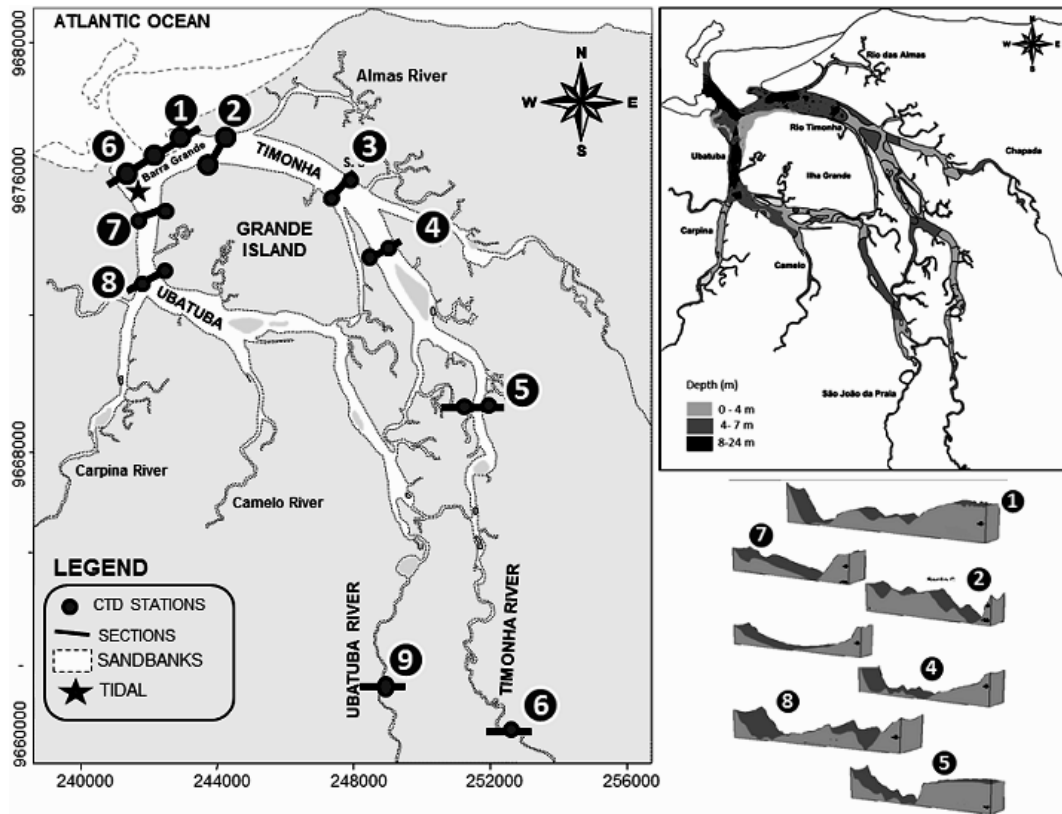 ATLANTIC OCEAN
9680000
9676000
9668000
9660000
240000
244000
248000
252000
256000
N
W
E
S
Almas River
1
2
6
Barra Grande
TIMONHA
3
7
GRANDE
ISLAND
4
8
UBATUBA
5
Carpina River
Camelo River
UBATUBA RIVER
TIMONHA RIVER
9
6
LEGEND
CTD STATIONS
SECTIONS
SANDBANKS
TIDAL
N
W
E
S
Rio das Almas
Rio Timonha
Chapada
Ubatuba
Ilha Grande
Carpina
Camelo
São João da Praia
Depth (m)
0 - 4 m
4- 7 m
8-24 m
1
7
2
4
8
5